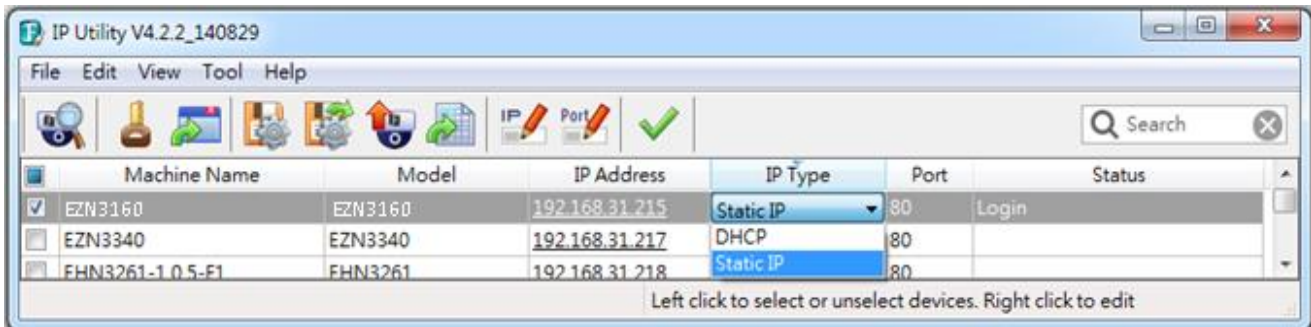 IP Utility V4.2.2_140829
File Edit View Tool Help
IP Port Search
Machine Name Model IP Address IP Type Port Status
EZN3160 EZN3160 192.168.31.215 Static IP 80 Login
EZN3340 EZN3340 192.168.31.217 DHCP 80
EHN3261-1.0.5-F1 EHN3261 192.168.31.218 Static IP 80
Left click to select or unselect devices. Right click to edit